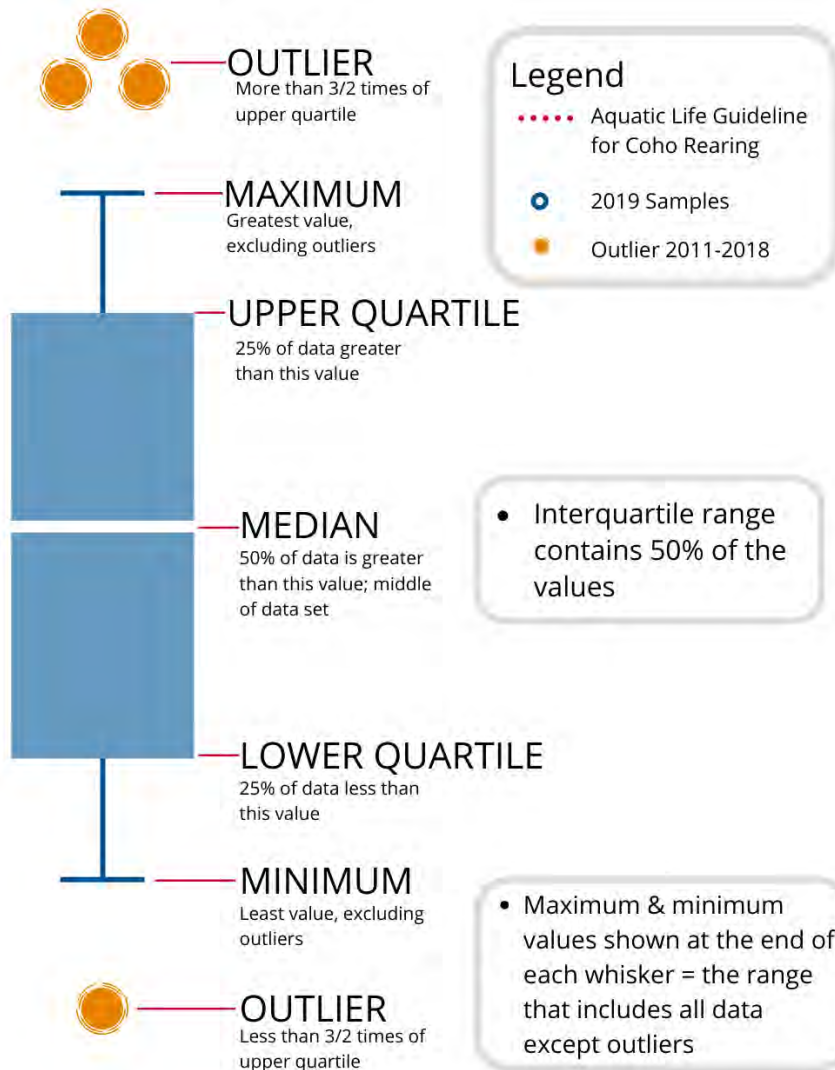 OUTLIER
More than 3/2 times of
upper quartile
MAXIMUM
Greatest value,
excluding outliers
UPPER QUARTILE
25% of data greater
than this value
MEDIAN
50% of data is greater
than this value; middle
of data set
LOWER QUARTILE
25% of data less than
this value
MINIMUM
Least value, excluding
outliers
OUTLIER
Less than 3/2 times of
upper quartile
Legend
Aquatic Life Guideline
for Coho Rearing
2019 Samples
Outlier 2011-2018
• Interquartile range
contains 50% of the
values
• Maximum & minimum
values shown at the end of
each whisker = the range
that includes all data
except outliers